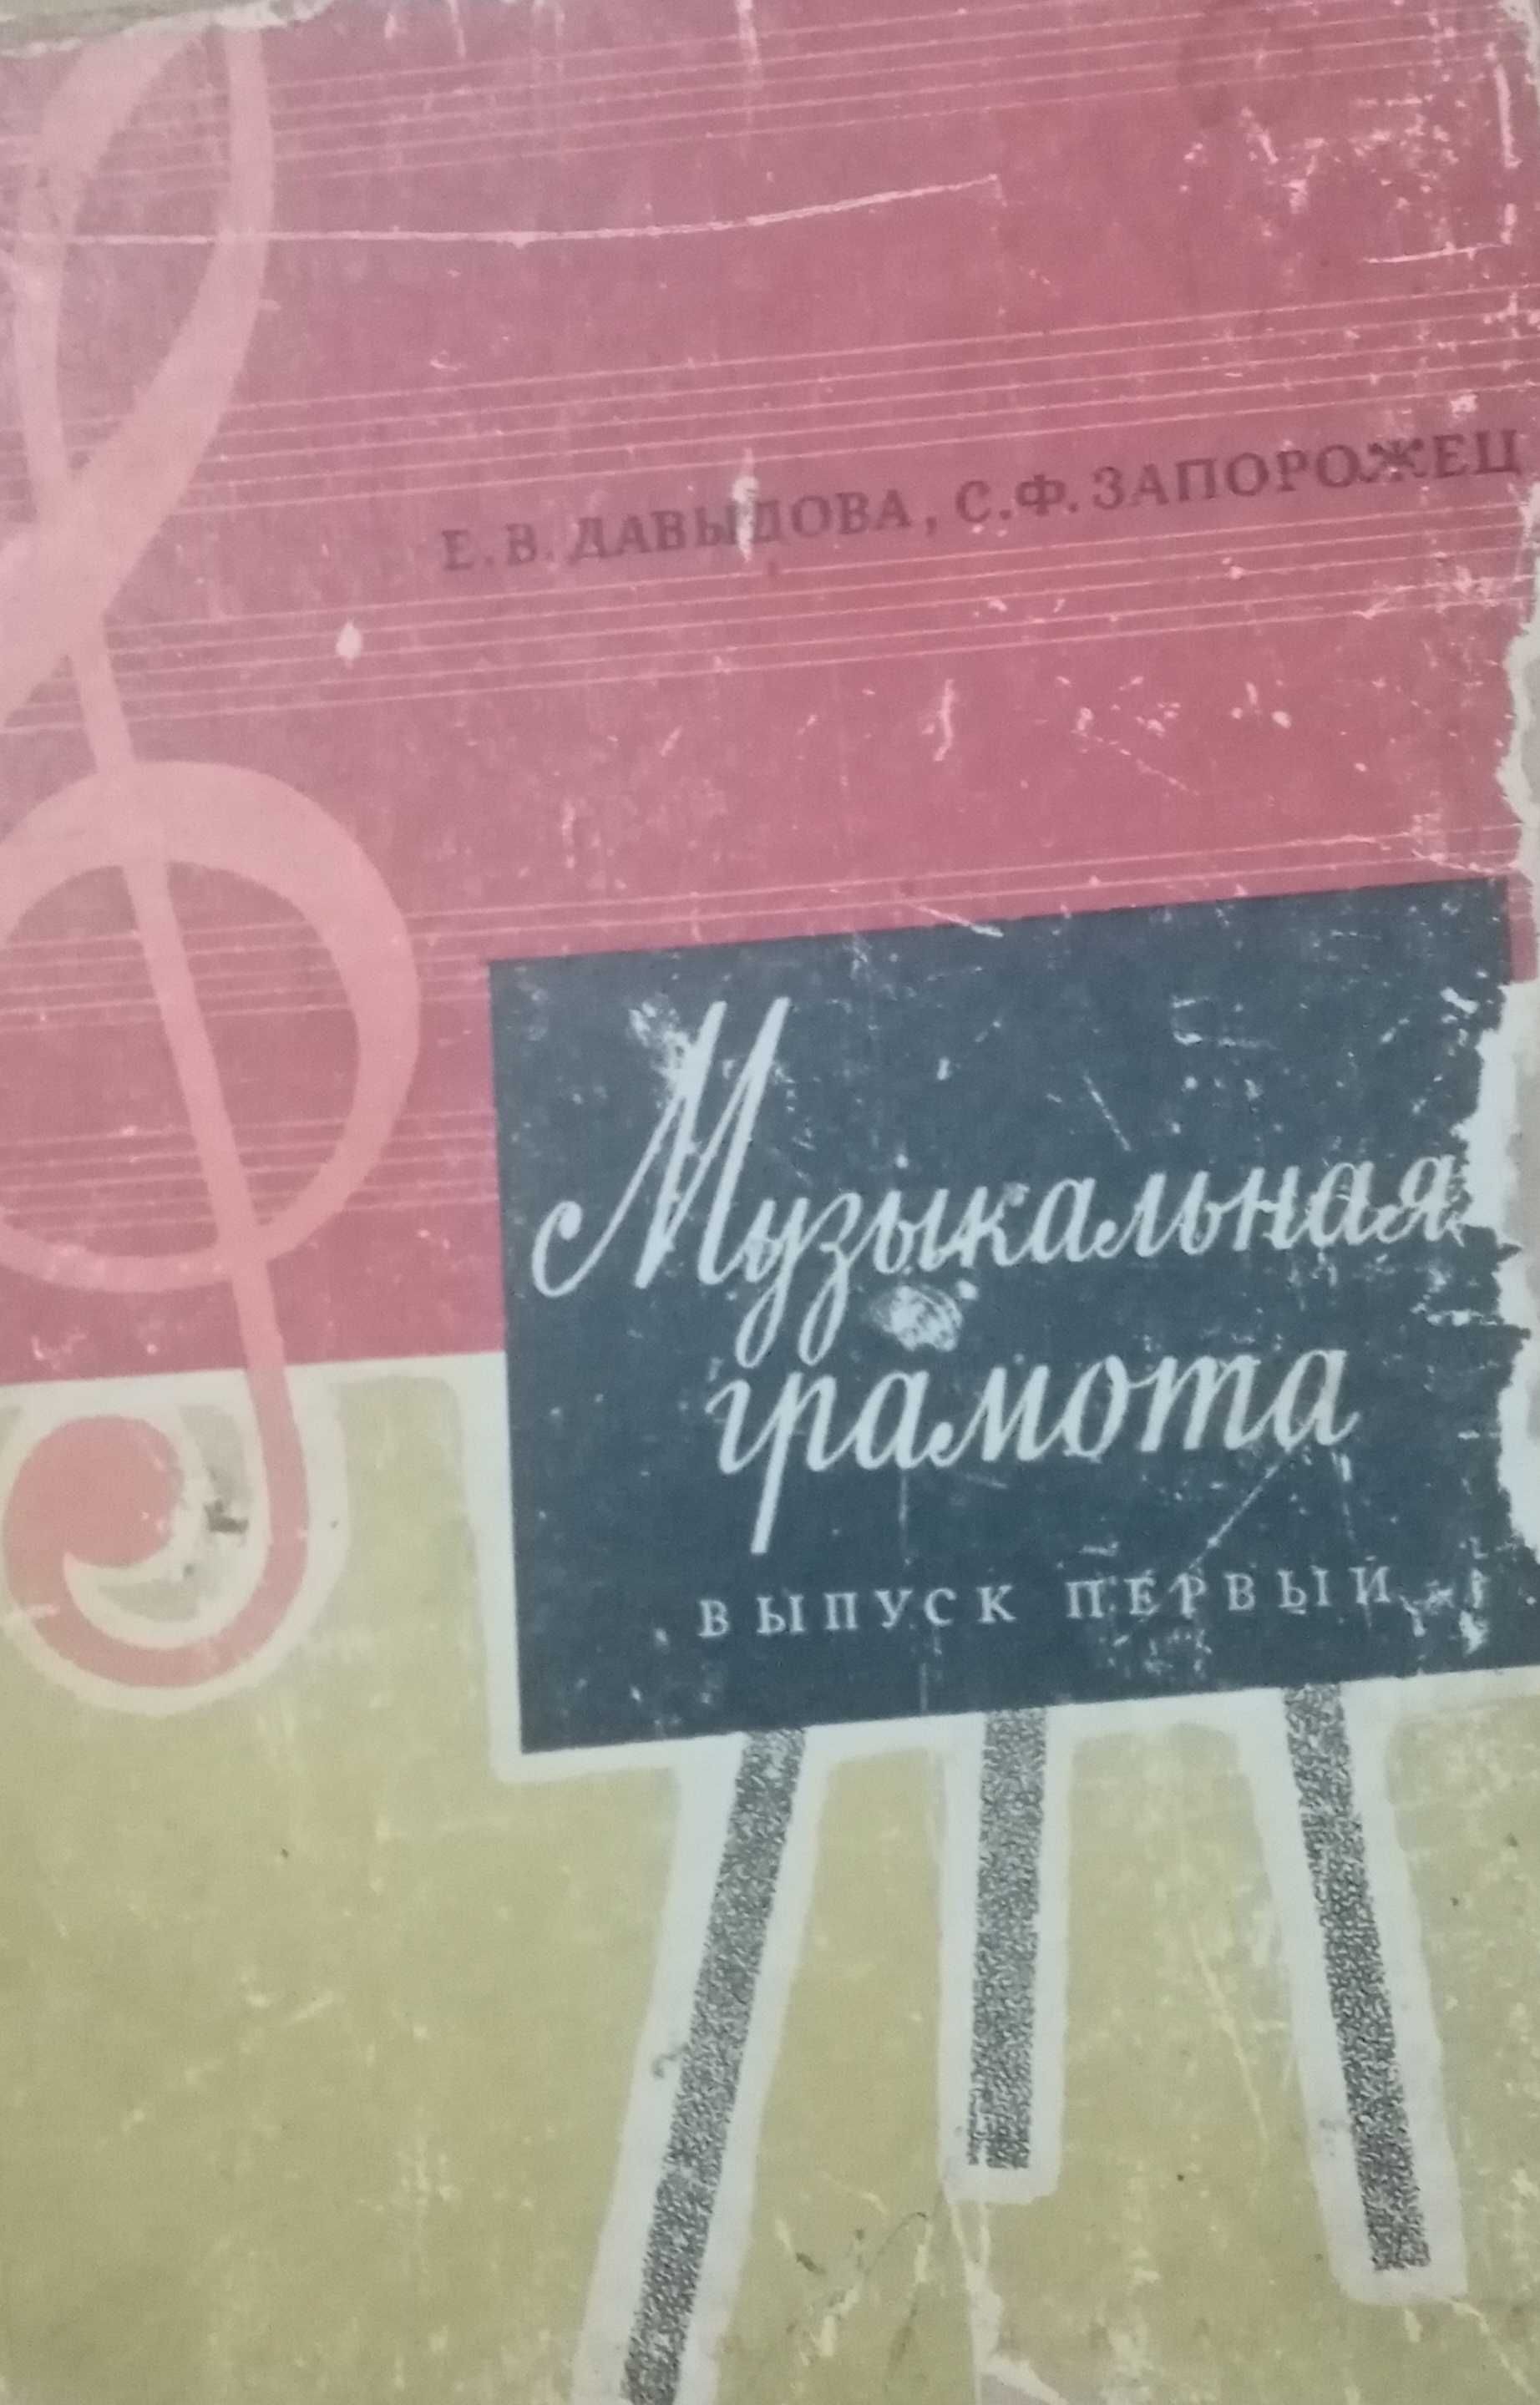 Е. В. ДАВЫДОВА, С. Ф. ЗАПОРОЖЕЦ
Музыкальная
грамота
ВЫПУСК ПЕРВЫЙ